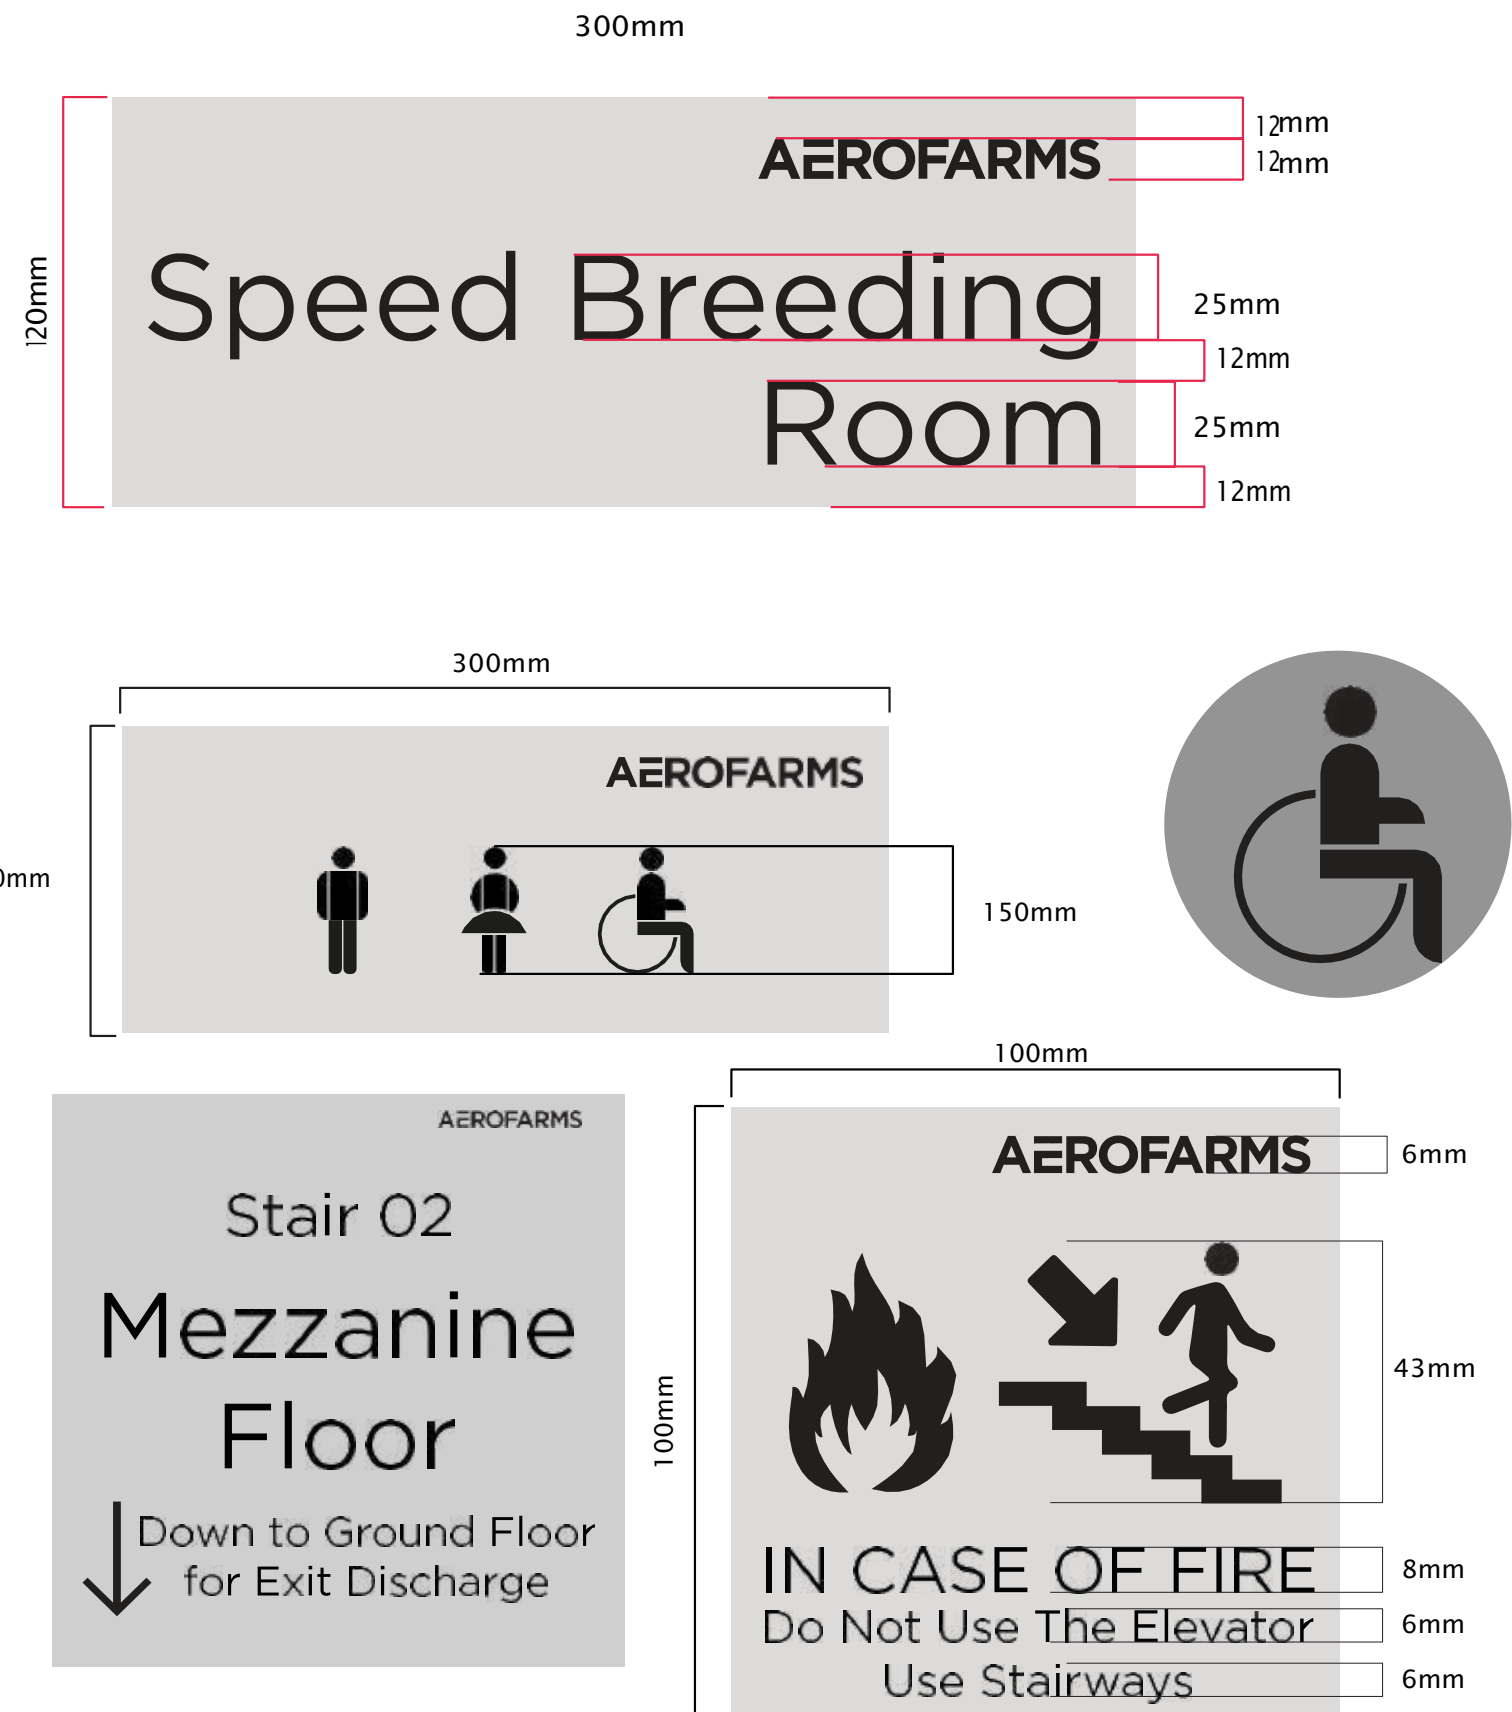 300mm
12mm
AEROFARMS
12mm
120mm
Speed Breeding
25mm
12mm
Room
25mm
12mm
300mm
AEROFARMS
0mm
150mm
100mm
AEROFARMS
Stair 02
Mezzanine
Floor
Down to Ground Floor
for Exit Discharge
AEROFARMS
6mm
43mm
100mm
IN CASE OF FIRE
8mm
Do Not Use The Elevator
6mm
Use Stairways
6mm